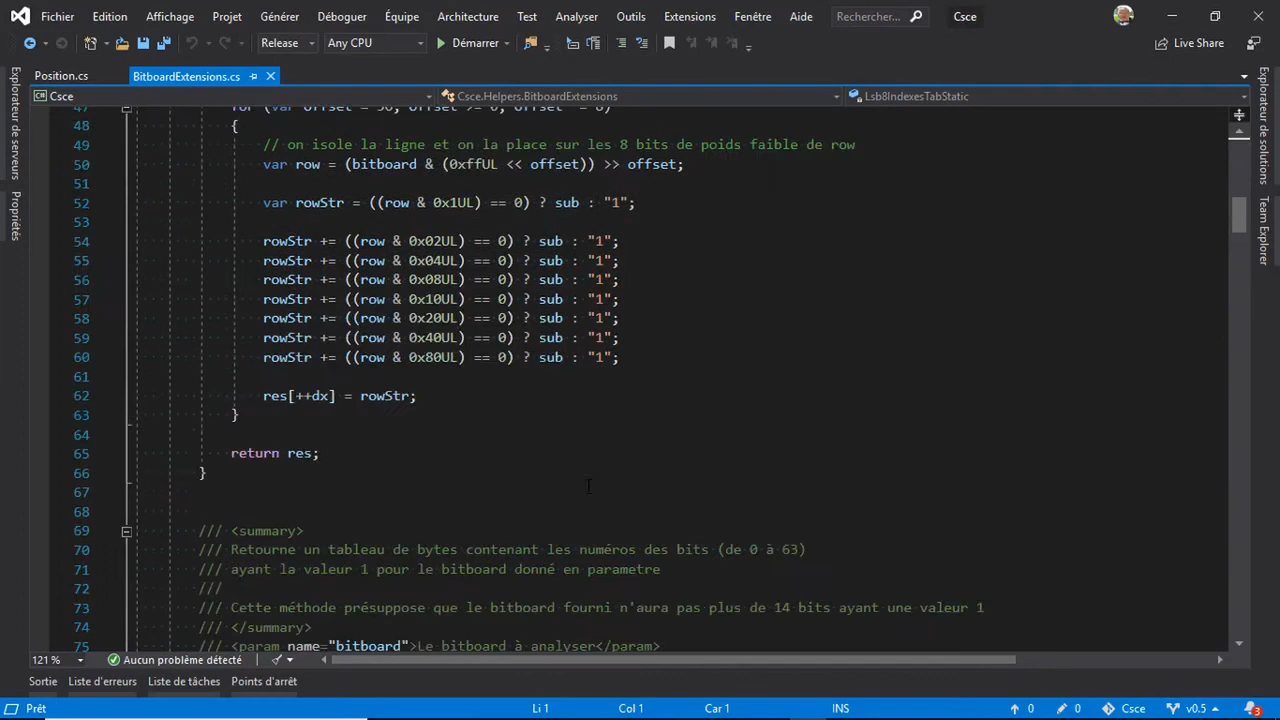 Fichier Edition Affichage Projet Générer Déboguer Équipe Architecture Test Analyser Outils Extensions Fenêtre Aide Rechercher... Csce
Release Any CPU Démarrer Live Share
Position.cs BitboardExtensions.cs
Csce Csce.Helpers.BitboardExtensions Lsb8IndexesTabStatic
Explorateur de serveurs
Propriétés
Explorateur de solutions
Team Explorer
47 for (var offset = 56; offset >= 0; offset -= 8)
48 {
49 // on isole la ligne et on la place sur les 8 bits de poids faible de row
50 var row = (bitboard & (0xffUL << offset)) >> offset;
51
52 var rowStr = ((row & 0x1UL) == 0) ? sub : "1";
53
54 rowStr += ((row & 0x02UL) == 0) ? sub : "1";
55 rowStr += ((row & 0x04UL) == 0) ? sub : "1";
56 rowStr += ((row & 0x08UL) == 0) ? sub : "1";
57 rowStr += ((row & 0x10UL) == 0) ? sub : "1";
58 rowStr += ((row & 0x20UL) == 0) ? sub : "1";
59 rowStr += ((row & 0x40UL) == 0) ? sub : "1";
60 rowStr += ((row & 0x80UL) == 0) ? sub : "1";
61
62 res[++dx] = rowStr;
63 }
64
65 return res;
66 }
67
68
69 /// <summary>
70 /// Retourne un tableau de bytes contenant les numéros des bits (de 0 à 63)
71 /// ayant la valeur 1 pour le bitboard donné en parametre
72 ///
73 /// Cette méthode présuppose que le bitboard fourni n'aura pas plus de 14 bits ayant une valeur 1
74 /// </summary>
75 /// <param name="bitboard">Le bitboard à analyser</param>
121 % Aucun problème détecté
Sortie Liste d'erreurs Liste de tâches Points d'arrêt
Prêt Li 1 Col 1 Car 1 INS 0 0 Csce v0.5 3